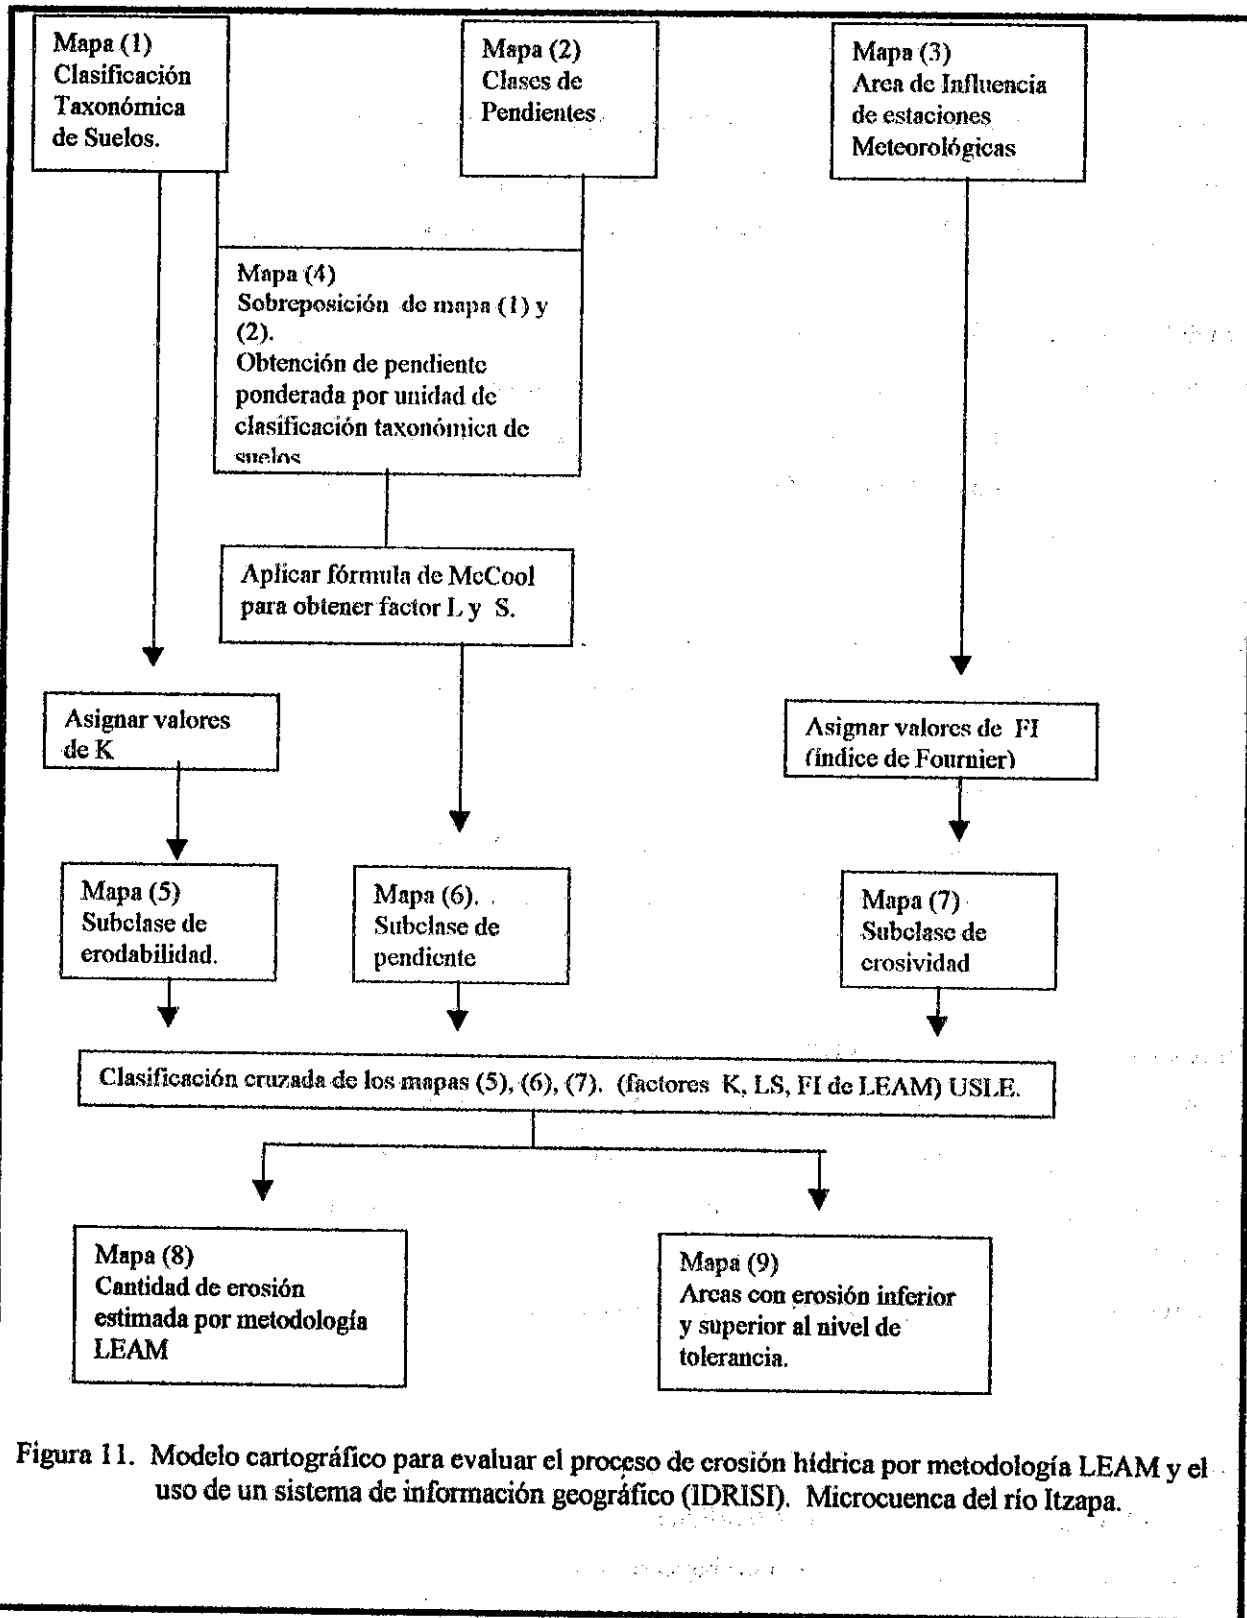 Mapa (1)
Clasificación
Taxonómica
de Suelos.
Mapa (2)
Clases de
Pendientes
Mapa (3)
Area de Influencia
de estaciones
Meteorológicas
Mapa (4)
Sobreposición de mapa (1) y
(2).
Obtención de pendiente
ponderada por unidad de
clasificación taxonómica de
suelos
Aplicar fórmula de McCool
para obtener factor L y S.
Asignar valores
de K
Asignar valores de FI
(índice de Fournier)
Mapa (5)
Subclase de
erodabilidad.
Mapa (6).
Subclase de
pendiente
Mapa (7)
Subclase de
erosividad
Clasificación cruzada de los mapas (5), (6), (7). (factores K, LS, FI de LEAM) USLE.
Mapa (8)
Cantidad de erosión
estimada por metodología
LEAM
Mapa (9)
Areas con erosión inferior
y superior al nivel de
tolerancia.
Figura 11. Modelo cartográfico para evaluar el proceso de erosión hídrica por metodología LEAM y el
uso de un sistema de información geográfico (IDRISI). Microcuenca del río Itzapa.